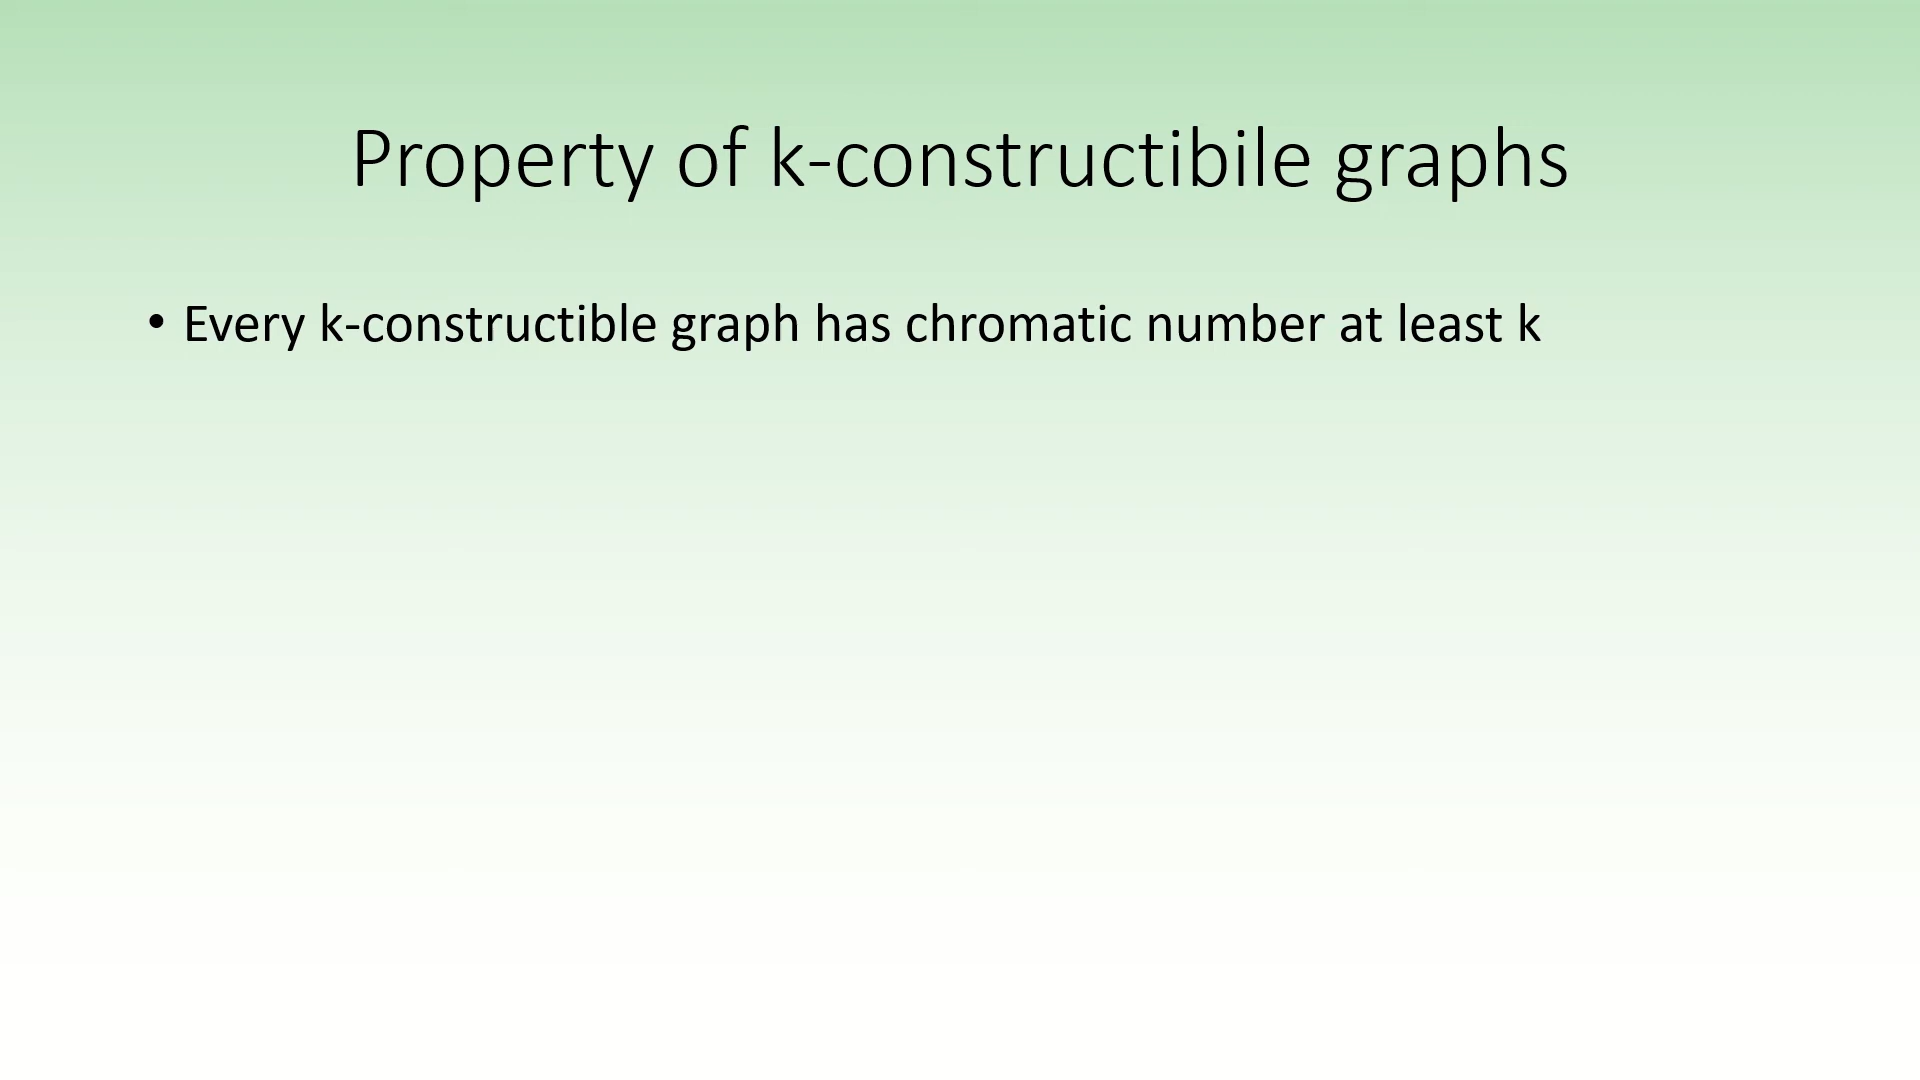 Property of k-constructibile graphs
• Every k-constructible graph has chromatic number at least k